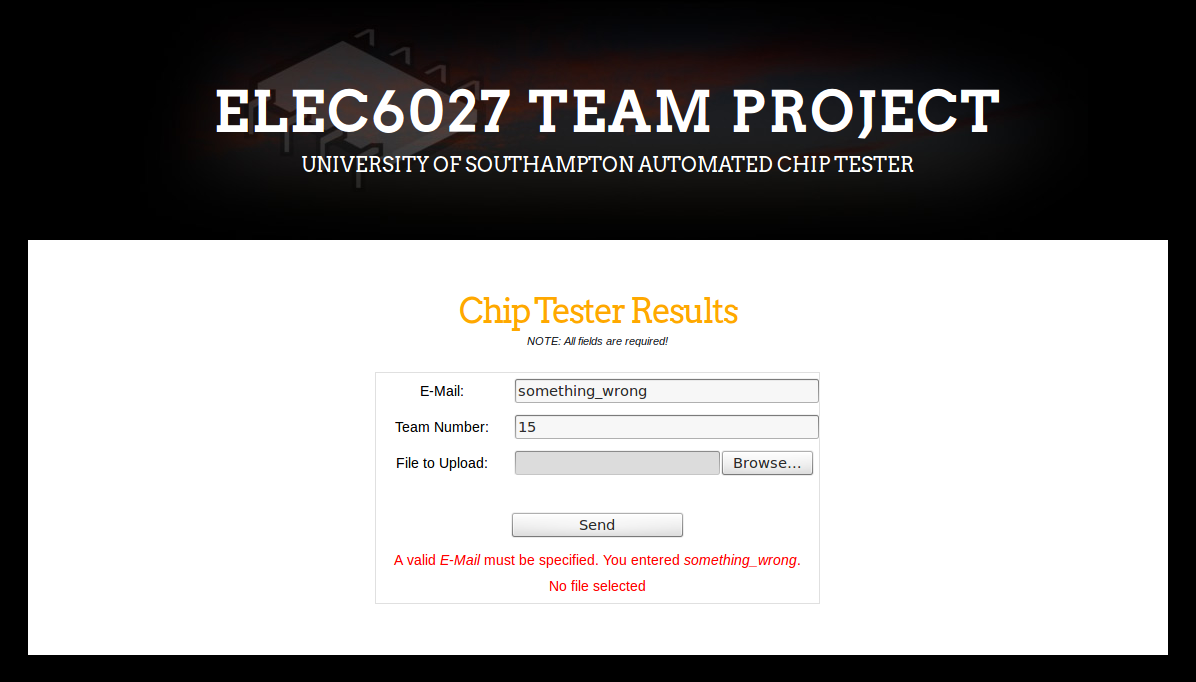 ELEC6027 TEAM PROJECT
UNIVERSITY OF SOUTHAMPTON AUTOMATED CHIP TESTER
Chip Tester Results
NOTE: All fields are required!
E-Mail: something_wrong
Team Number: 15
File to Upload: Browse...
Send
A valid E-Mail must be specified. You entered something_wrong.
No file selected